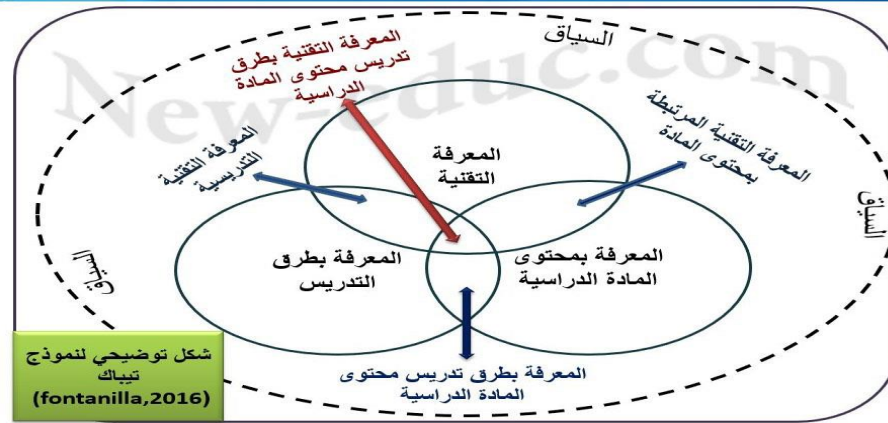 New-educ.com
السياق
المعرفة التقنية بطرق
تدريس محتوى المادة
الدراسية
المعرفة التقنية المرتبطة
بمحتوى المادة
المعرفة التقنية
التدريسية
المعرفة
التقنية
السياق
السياق
المعرفة بمحتوى
المادة الدراسية
المعرفة بطرق
التدريس
شكل توضيحي لنموذج
تيباك
(fontanilla,2016)
المعرفة بطرق تدريس محتوى
المادة الدراسية